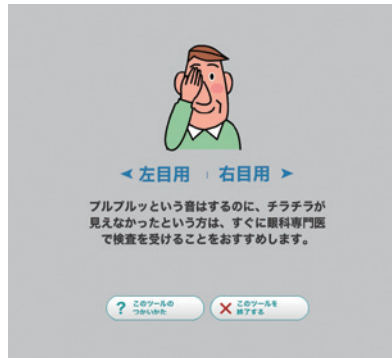 ◀ 左目用 | 右目用 ▶
プルプルッという音はするのに、チラチラが
見えなかったという方は、すぐに眼科専門医
で検査を受けることをおすすめします。
? このツールの
つかいかた
× このツールを
終了する